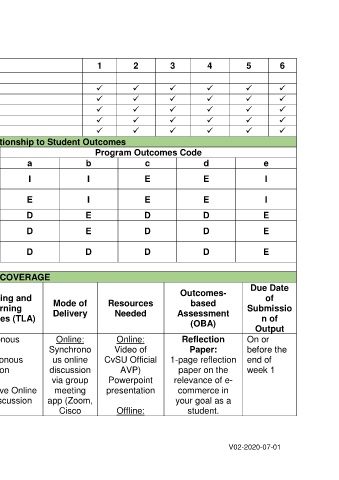 1 2 3 4 5 6
✓ ✓ ✓ ✓ ✓ ✓
✓ ✓ ✓ ✓ ✓ ✓
✓ ✓ ✓ ✓ ✓ ✓
✓ ✓ ✓ ✓ ✓ ✓
✓ ✓ ✓ ✓ ✓ ✓
tionship to Student Outcomes
Program Outcomes Code
a b c d e
I I E E I
E I E E I
D E D D E
D E D D E
D D D D E
COVERAGE
ing and
rning
es (TLA)
Mode of
Delivery
Resources
Needed
Outcomes-
based
Assessment
(OBA)
Due Date
of
Submissio
n of
Output
nous
onous
on
ve Online
scussion
Online:
Synchrono
us online
discussion
via group
meeting
app (Zoom,
Cisco
Online:
Video of
CvSU Official
AVP)
Powerpoint
presentation
Offline:
Reflection
Paper:
1-page reflection
paper on the
relevance of e-
commerce in
your goal as a
student.
On or
before the
end of
week 1
V02-2020-07-01